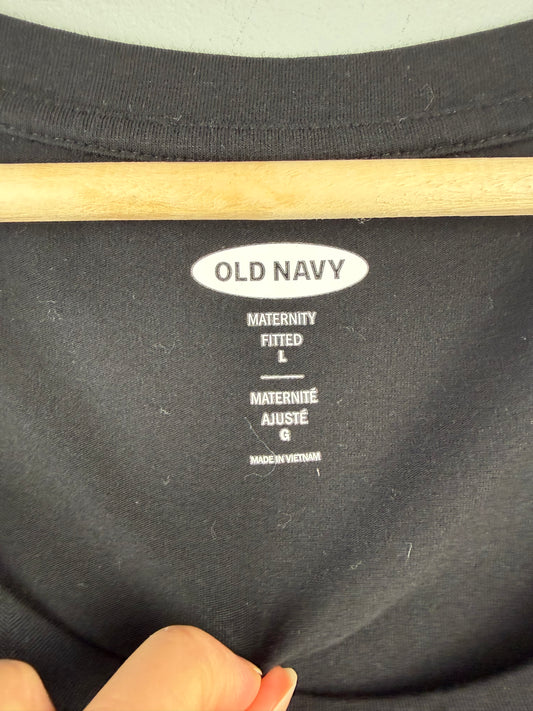 OLD NAVY
MATERNITY
FITTED
L
MATERNITÉ
AJUSTÉ
G
MADE IN VIETNAM